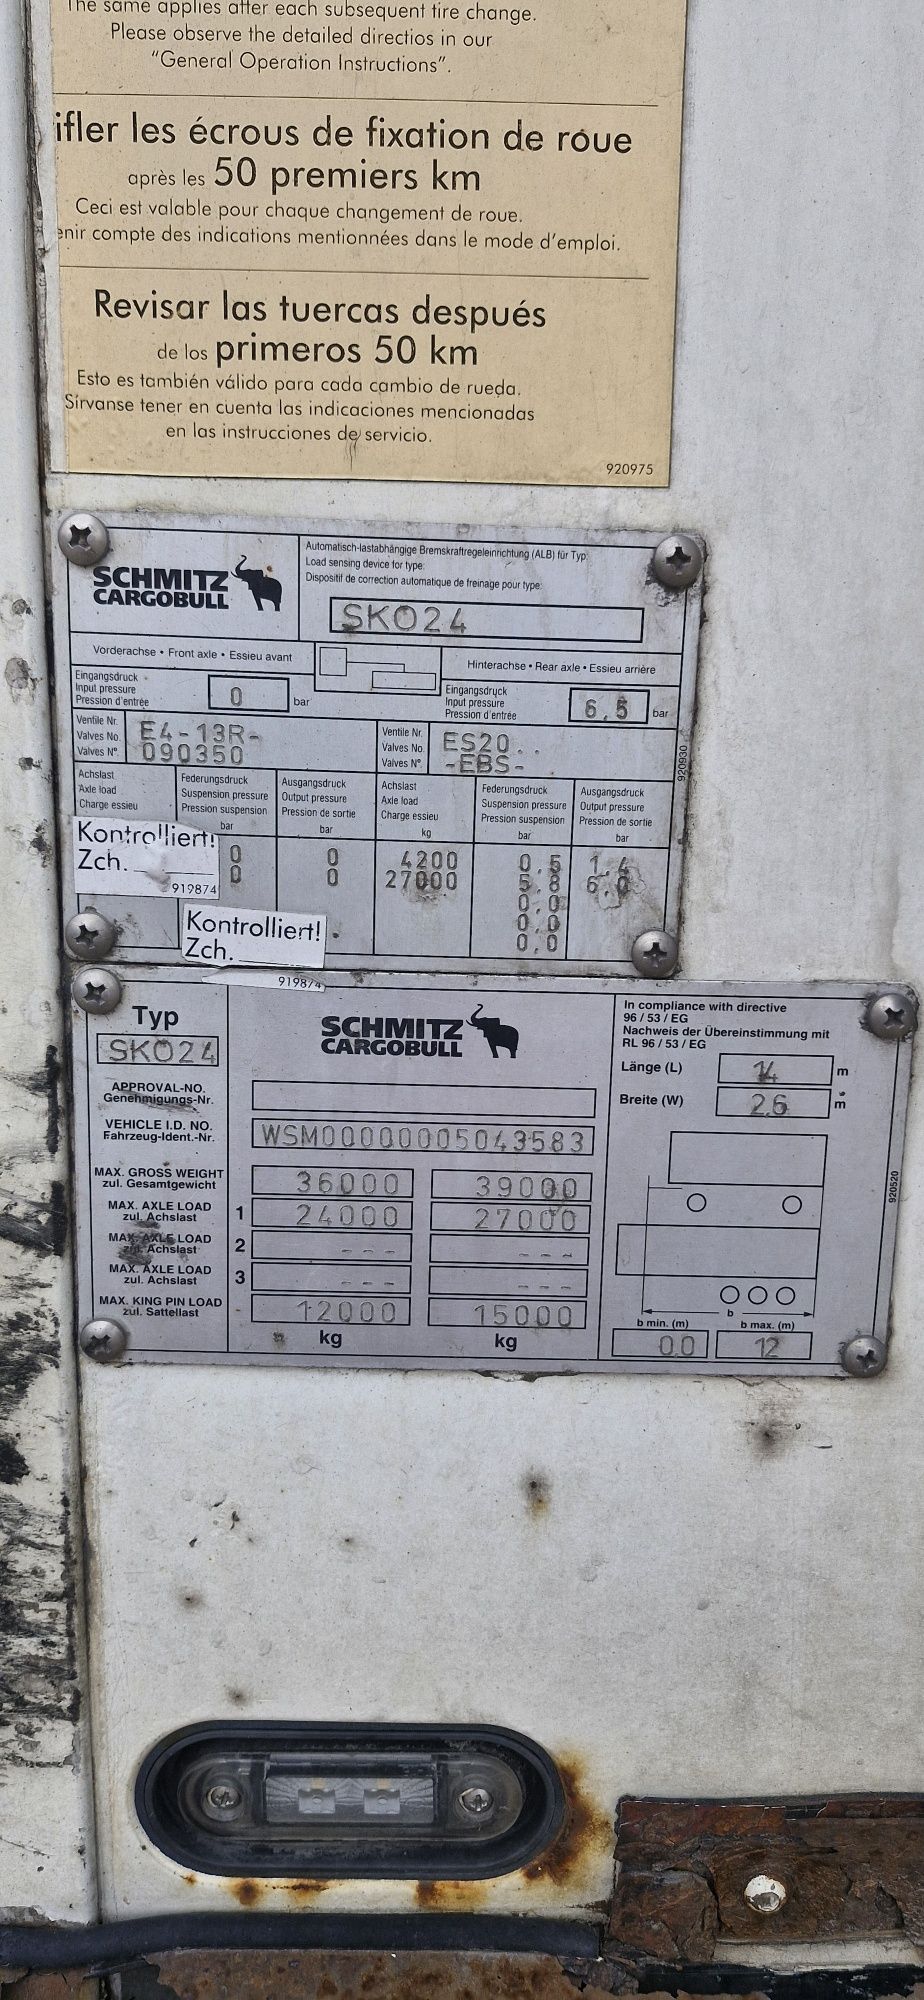 The same applies after each subsequent tire change.
Please observe the detailed directios in our
“General Operation Instructions”.
ifler les écrous de fixation de roue
après les 50 premiers km
Ceci est valable pour chaque changement de roue.
enir compte des indications mentionnées dans le mode d’emploi.
Revisar las tuercas después
de los primeros 50 km
Esto es también válido para cada cambio de rueda.
Sírvanse tener en cuenta las indicaciones mencionadas
en las instrucciones de servicio.
920975
SCHMITZ
CARGOBULL
Automatisch-lastabhängige Bremskraftregeleinrichtung (ALB) für Typ:
Load sensing device for type:
Dispositif de correction automatique de freinage pour type:
SKO24
Vorderachse • Front axle • Essieu avant
Hinterachse • Rear axle • Essieu arrière
Eingangsdruck
Input pressure
Pression d'entrée
0 bar
Eingangsdruck
Input pressure
Pression d'entrée
6,5 bar
Ventile Nr.
Valves No.
Valves N°.
E4-13R-
090350
Ventile Nr.
Valves No.
Valves N°.
ES20..
-EBS-
920930
Achslast
Axle load
Charge essieu
Federungsdruck
Suspension pressure
Pression suspension
bar
Ausgangsdruck
Output pressure
Pression de sortie
bar
Achslast
Axle load
Charge essieu
kg
Federungsdruck
Suspension pressure
Pression suspension
bar
Ausgangsdruck
Output pressure
Pression de sortie
bar
Kontrolliert!
Zch.
919874
0 0 4200 0.5 1.4
0 0 27000 5.8 6.0
0.0
0.0
0.0
Kontrolliert!
Zch.
919874
Typ
SKO24
SCHMITZ
CARGOBULL
In compliance with directive
96 / 53 / EG
Nachweis der Übereinstimmung mit
RL 96 / 53 / EG
Länge (L) 14 m
Breite (W) 2.6 m
APPROVAL-NO.
Genehmigungs-Nr.
VEHICLE I.D. NO.
Fahrzeug-Ident.-Nr.
WSM00000005043583
MAX. GROSS WEIGHT
zul. Gesamtgewicht
36000 39000
MAX. AXLE LOAD
zul. Achslast
1 24000 27000
MAX. AXLE LOAD
zul. Achslast
2 --- ---
MAX. AXLE LOAD
zul. Achslast
3 --- ---
MAX. KING PIN LOAD
zul. Sattellast
12000 15000
kg kg
920520
b
b min. (m) b max. (m)
0.0 12